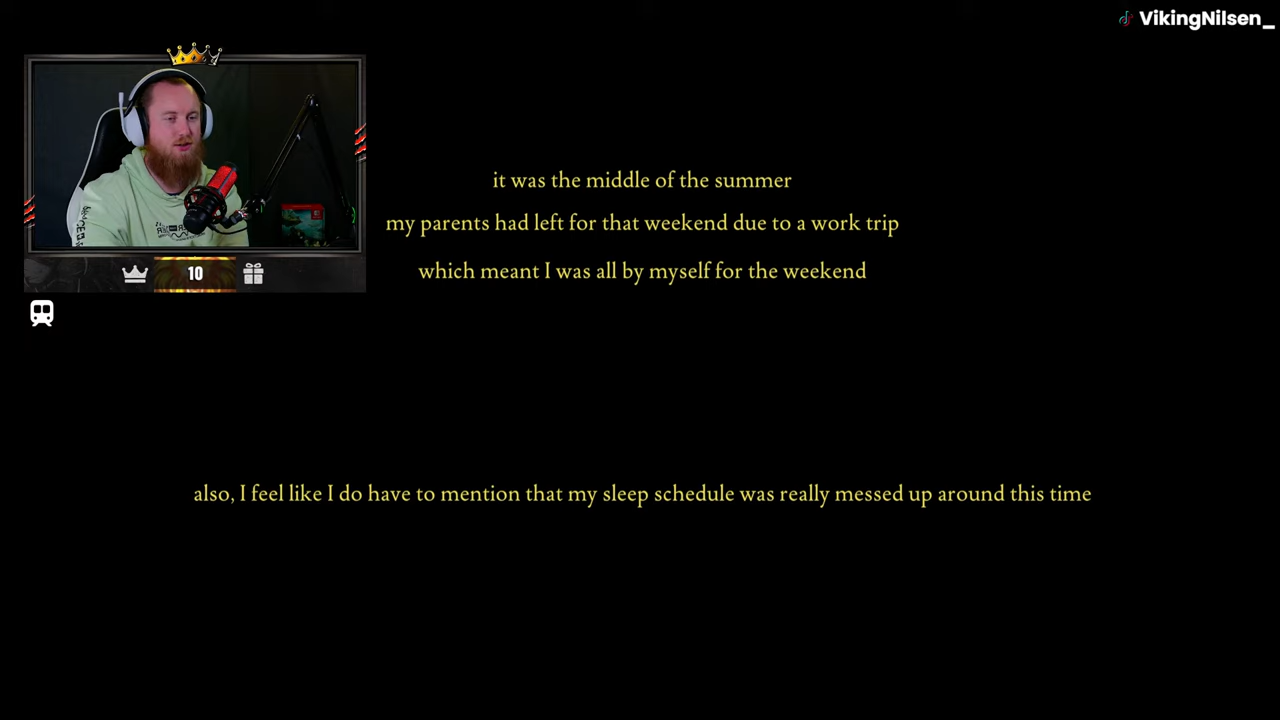 VikingNilsen_
it was the middle of the summer
my parents had left for that weekend due to a work trip
which meant I was all by myself for the weekend
10
also, I feel like I do have to mention that my sleep schedule was really messed up around this time